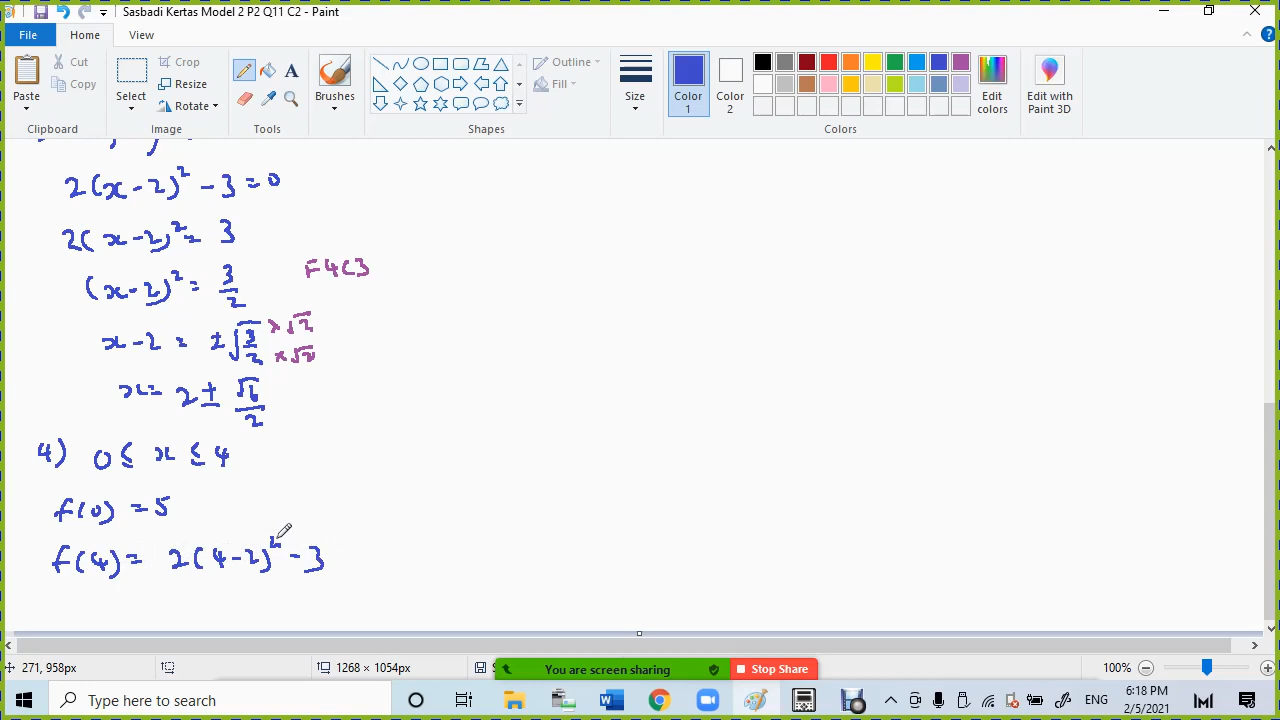 Sasbadi Kertas Model 2 P2 Q11 C2 - Paint
File Home View
Paste Cut Copy Clipboard
Select Crop Resize Rotate Image
Tools
Brushes
Outline Fill Shapes
Size
Color 1 Color 2 Edit colors Colors
Edit with Paint 3D
2(x-2)² - 3 = 0
2(x-2)² = 3
(x-2)² = 3/2
F4C3
x-2 = ±√(3/2) ×√2 ×√2
x = 2 ± √6/2
4) 0 ≤ x ≤ 4
f(0) = 5
f(4) = 2(4-2)² - 3
271, 958px 1268 × 1054px 100%
You are screen sharing Stop Share
Type here to search
ENG 6:18 PM 2/5/2021